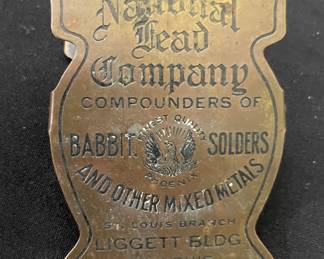 National
Lead
Company
COMPOUNDERS OF
FINEST QUALITY
BABBIT. SOLDERS
PHOENIX
AND OTHER MIXED METALS
ST. LOUIS BRANCH
LIGGETT BLDG